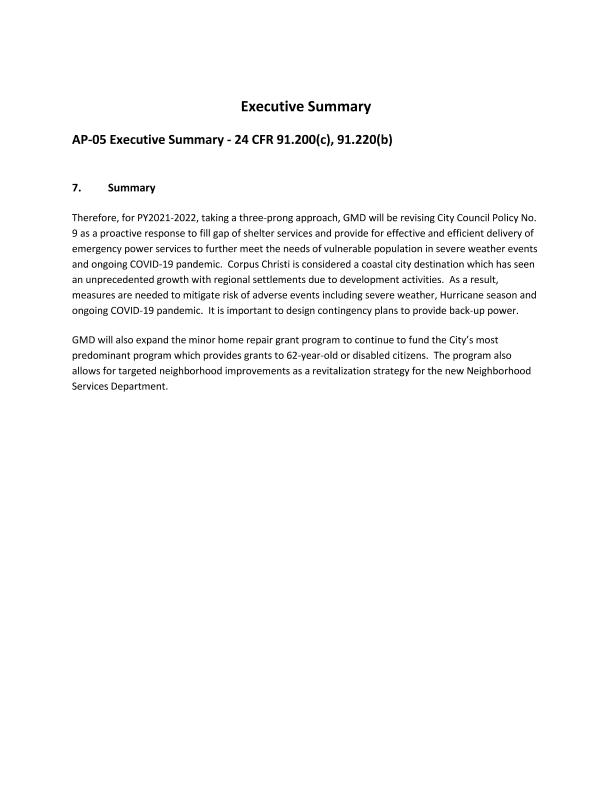 Executive Summary
AP-05 Executive Summary - 24 CFR 91.200(c), 91.220(b)
7. Summary
Therefore, for PY2021-2022, taking a three-prong approach, GMD will be revising City Council Policy No.
9 as a proactive response to fill gap of shelter services and provide for effective and efficient delivery of
emergency power services to further meet the needs of vulnerable population in severe weather events
and ongoing COVID-19 pandemic.  Corpus Christi is considered a coastal city destination which has seen
an unprecedented growth with regional settlements due to development activities.  As a result,
measures are needed to mitigate risk of adverse events including severe weather, Hurricane season and
ongoing COVID-19 pandemic.  It is important to design contingency plans to provide back-up power.
GMD will also expand the minor home repair grant program to continue to fund the City's most
predominant program which provides grants to 62-year-old or disabled citizens.  The program also
allows for targeted neighborhood improvements as a revitalization strategy for the new Neighborhood
Services Department.